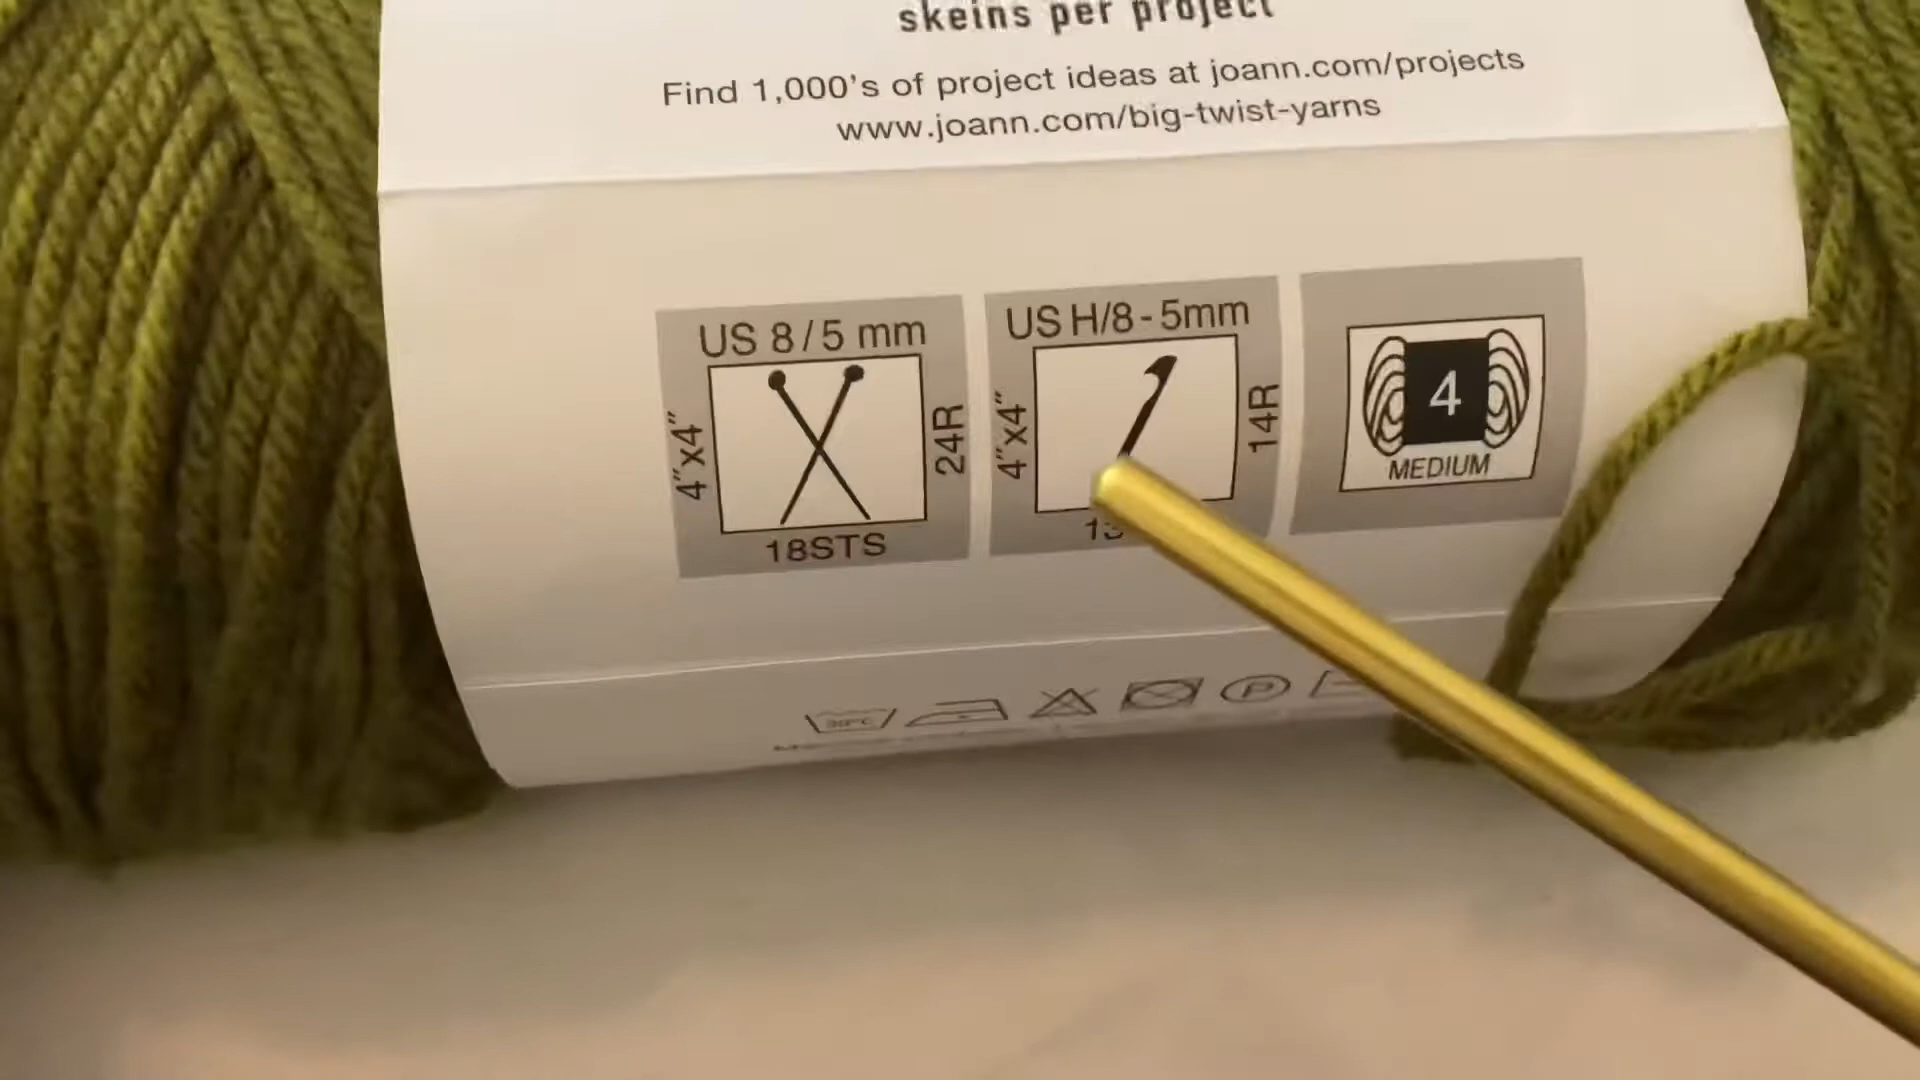 skeins per project
Find 1,000's of project ideas at joann.com/projects
www.joann.com/big-twist-yarns
US 8/5 mm
4"x4"
24R
18STS
US H/8-5mm
4"x4"
14R
4
MEDIUM
30°C
P